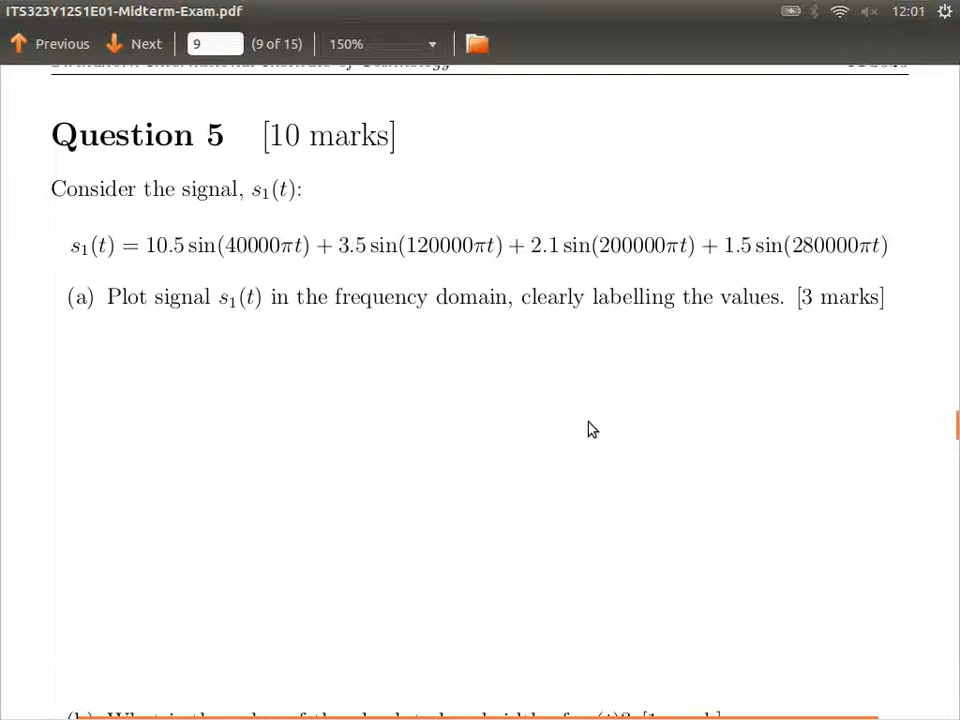 ITS323Y12S1E01-Midterm-Exam.pdf 12:01
Previous Next 9 (9 of 15) 150%
Question 5 [10 marks]
Consider the signal, s₁(t):
s₁(t) = 10.5 sin(40000πt) + 3.5 sin(120000πt) + 2.1 sin(200000πt) + 1.5 sin(280000πt)
(a) Plot signal s₁(t) in the frequency domain, clearly labelling the values. [3 marks]